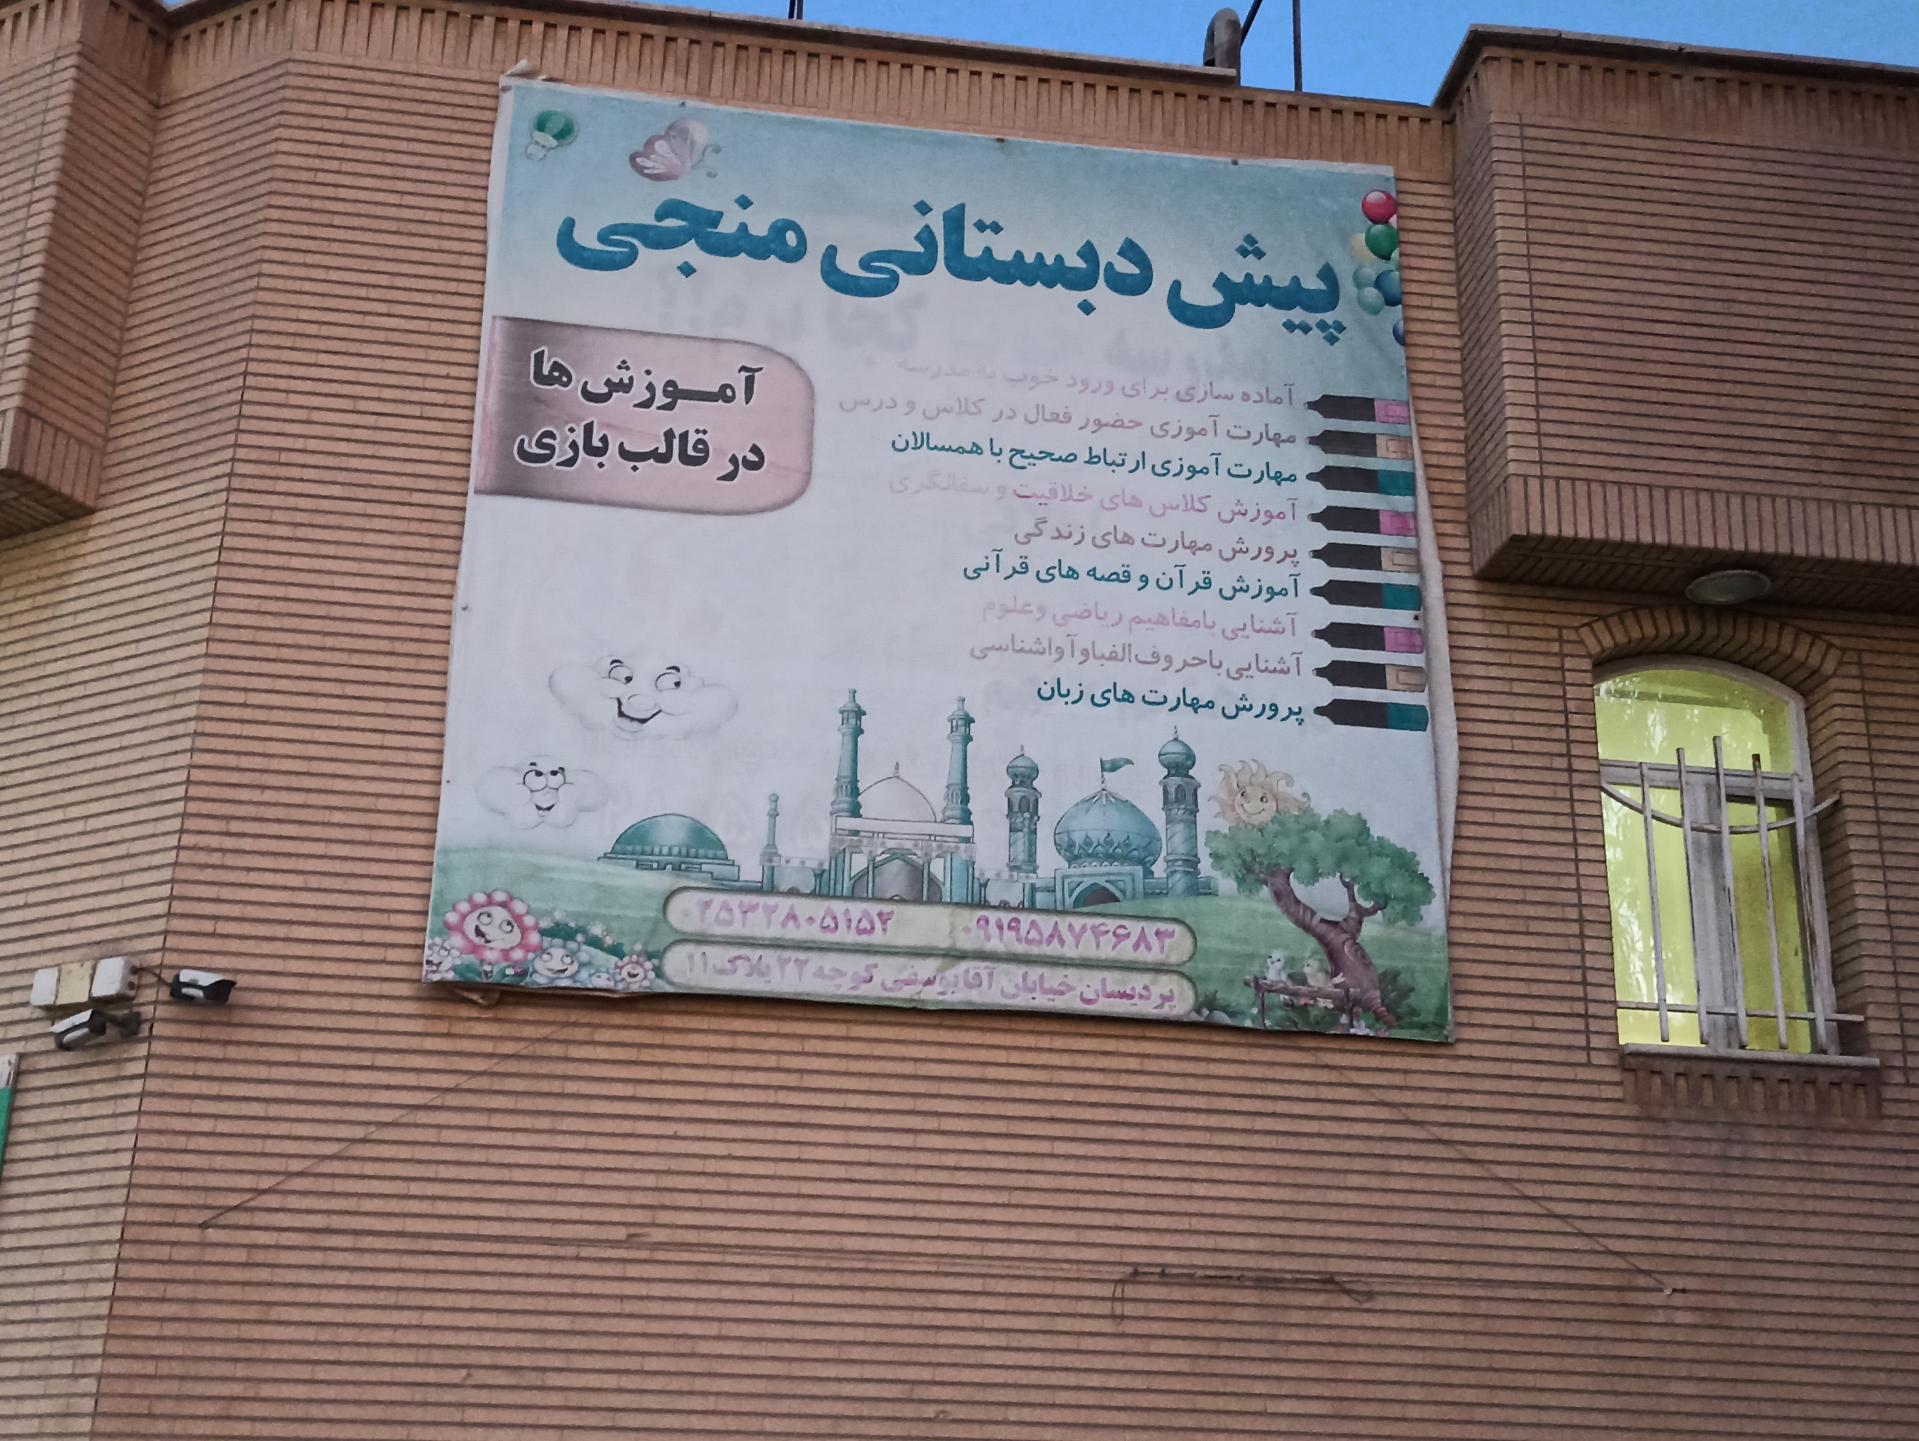 پیش دبستانی منجی
آموزش ها
در قالب بازی
آماده سازی برای ورود خوب به مدرسه
مهارت آموزی حضور فعال در کلاس و درس
مهارت آموزی ارتباط صحیح با همسالان
آموزش کلاس های خلاقیت و سفالگری
پرورش مهارت های زندگی
آموزش قرآن و قصه های قرآنی
آشنایی بامفاهیم ریاضی وعلوم
آشنایی باحروف الفباوآواشناسی
پرورش مهارت های زبان
۰۲۵۳۲۸۰۵۱۵۲ ۰۹۱۹۵۸۷۴۶۸۳
پردیسان خیابان آقایوسفی کوچه ۲۲ پلاک ۱۱